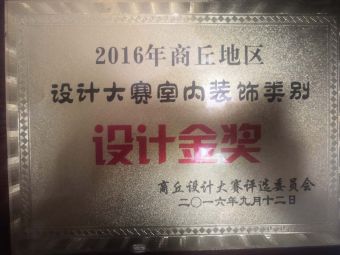 2016年商丘地区
设计大赛室内装饰类别
设计金奖
商丘设计大赛评选委员会
二〇一六年九月十二日